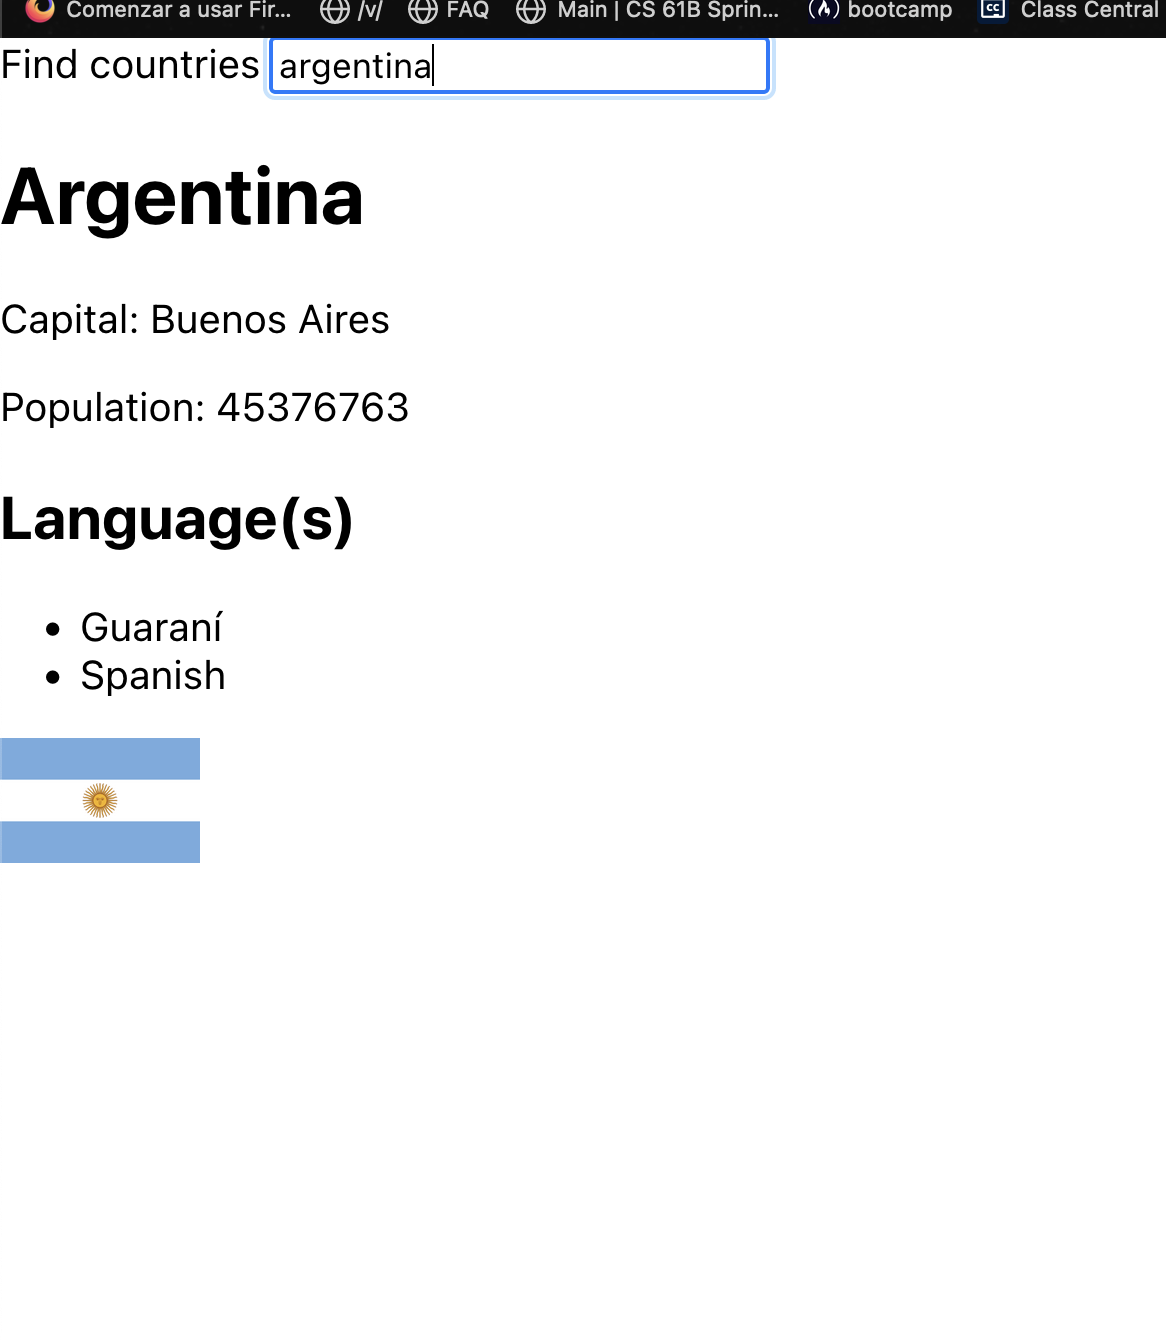 Comenzar a usar Fir... /v/ FAQ Main | CS 61B Sprin... bootcamp cc Class Central
Find countries argentina
Argentina
Capital: Buenos Aires
Population: 45376763
Language(s)
• Guaraní
• Spanish